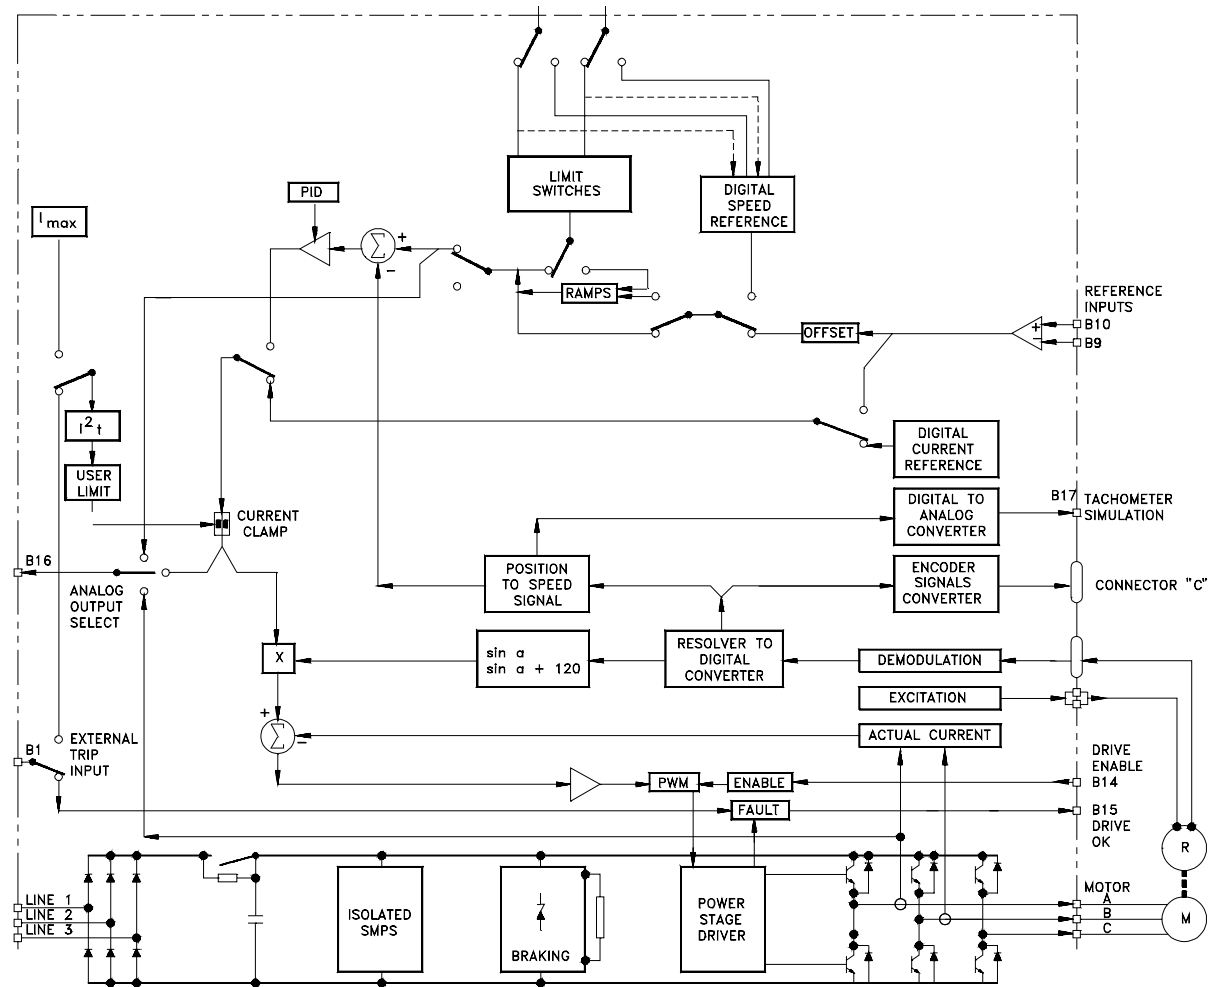 LIMIT
SWITCHES
DIGITAL
SPEED
REFERENCE
PID
I max
Σ
+
-
RAMPS
OFFSET
+
-
REFERENCE
INPUTS
B10
B9
I²t
USER
LIMIT
DIGITAL
CURRENT
REFERENCE
CURRENT
CLAMP
DIGITAL TO
ANALOG
CONVERTER
B17 TACHOMETER
SIMULATION
B16
ANALOG
OUTPUT
SELECT
POSITION
TO SPEED
SIGNAL
ENCODER
SIGNALS
CONVERTER
CONNECTOR "C"
X
sin α
sin α + 120
RESOLVER TO
DIGITAL
CONVERTER
DEMODULATION
EXCITATION
+
Σ
-
ACTUAL CURRENT
B1
EXTERNAL
TRIP
INPUT
PWM
ENABLE
FAULT
DRIVE
ENABLE
B14
B15
DRIVE
OK
R
LINE 1
LINE 2
LINE 3
ISOLATED
SMPS
BRAKING
POWER
STAGE
DRIVER
MOTOR
A
B
C
M